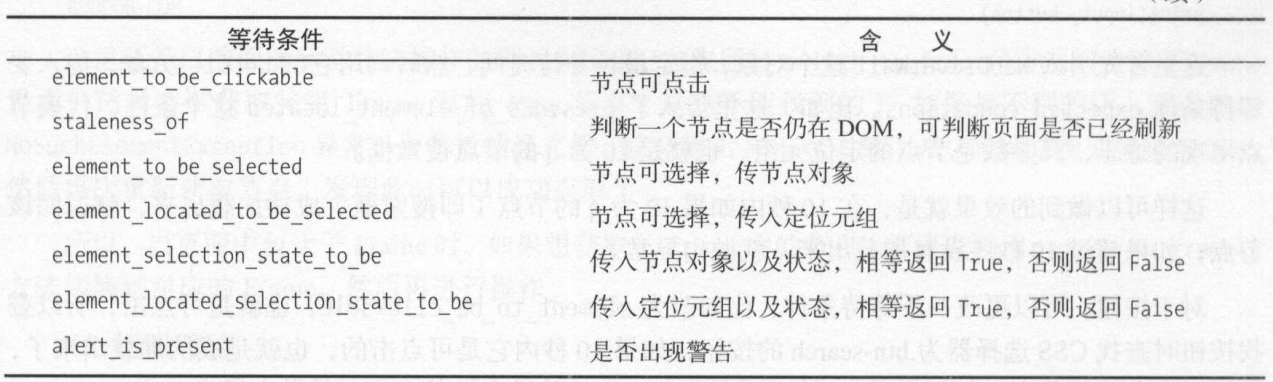 等待条件 含 义
element_to_be_clickable 节点可点击
staleness_of 判断一个节点是否仍在 DOM，可判断页面是否已经刷新
element_to_be_selected 节点可选择，传节点对象
element_located_to_be_selected 节点可选择，传入定位元组
element_selection_state_to_be 传入节点对象以及状态，相等返回 True，否则返回 False
element_located_selection_state_to_be 传入定位元组以及状态，相等返回 True，否则返回 False
alert_is_present 是否出现警告